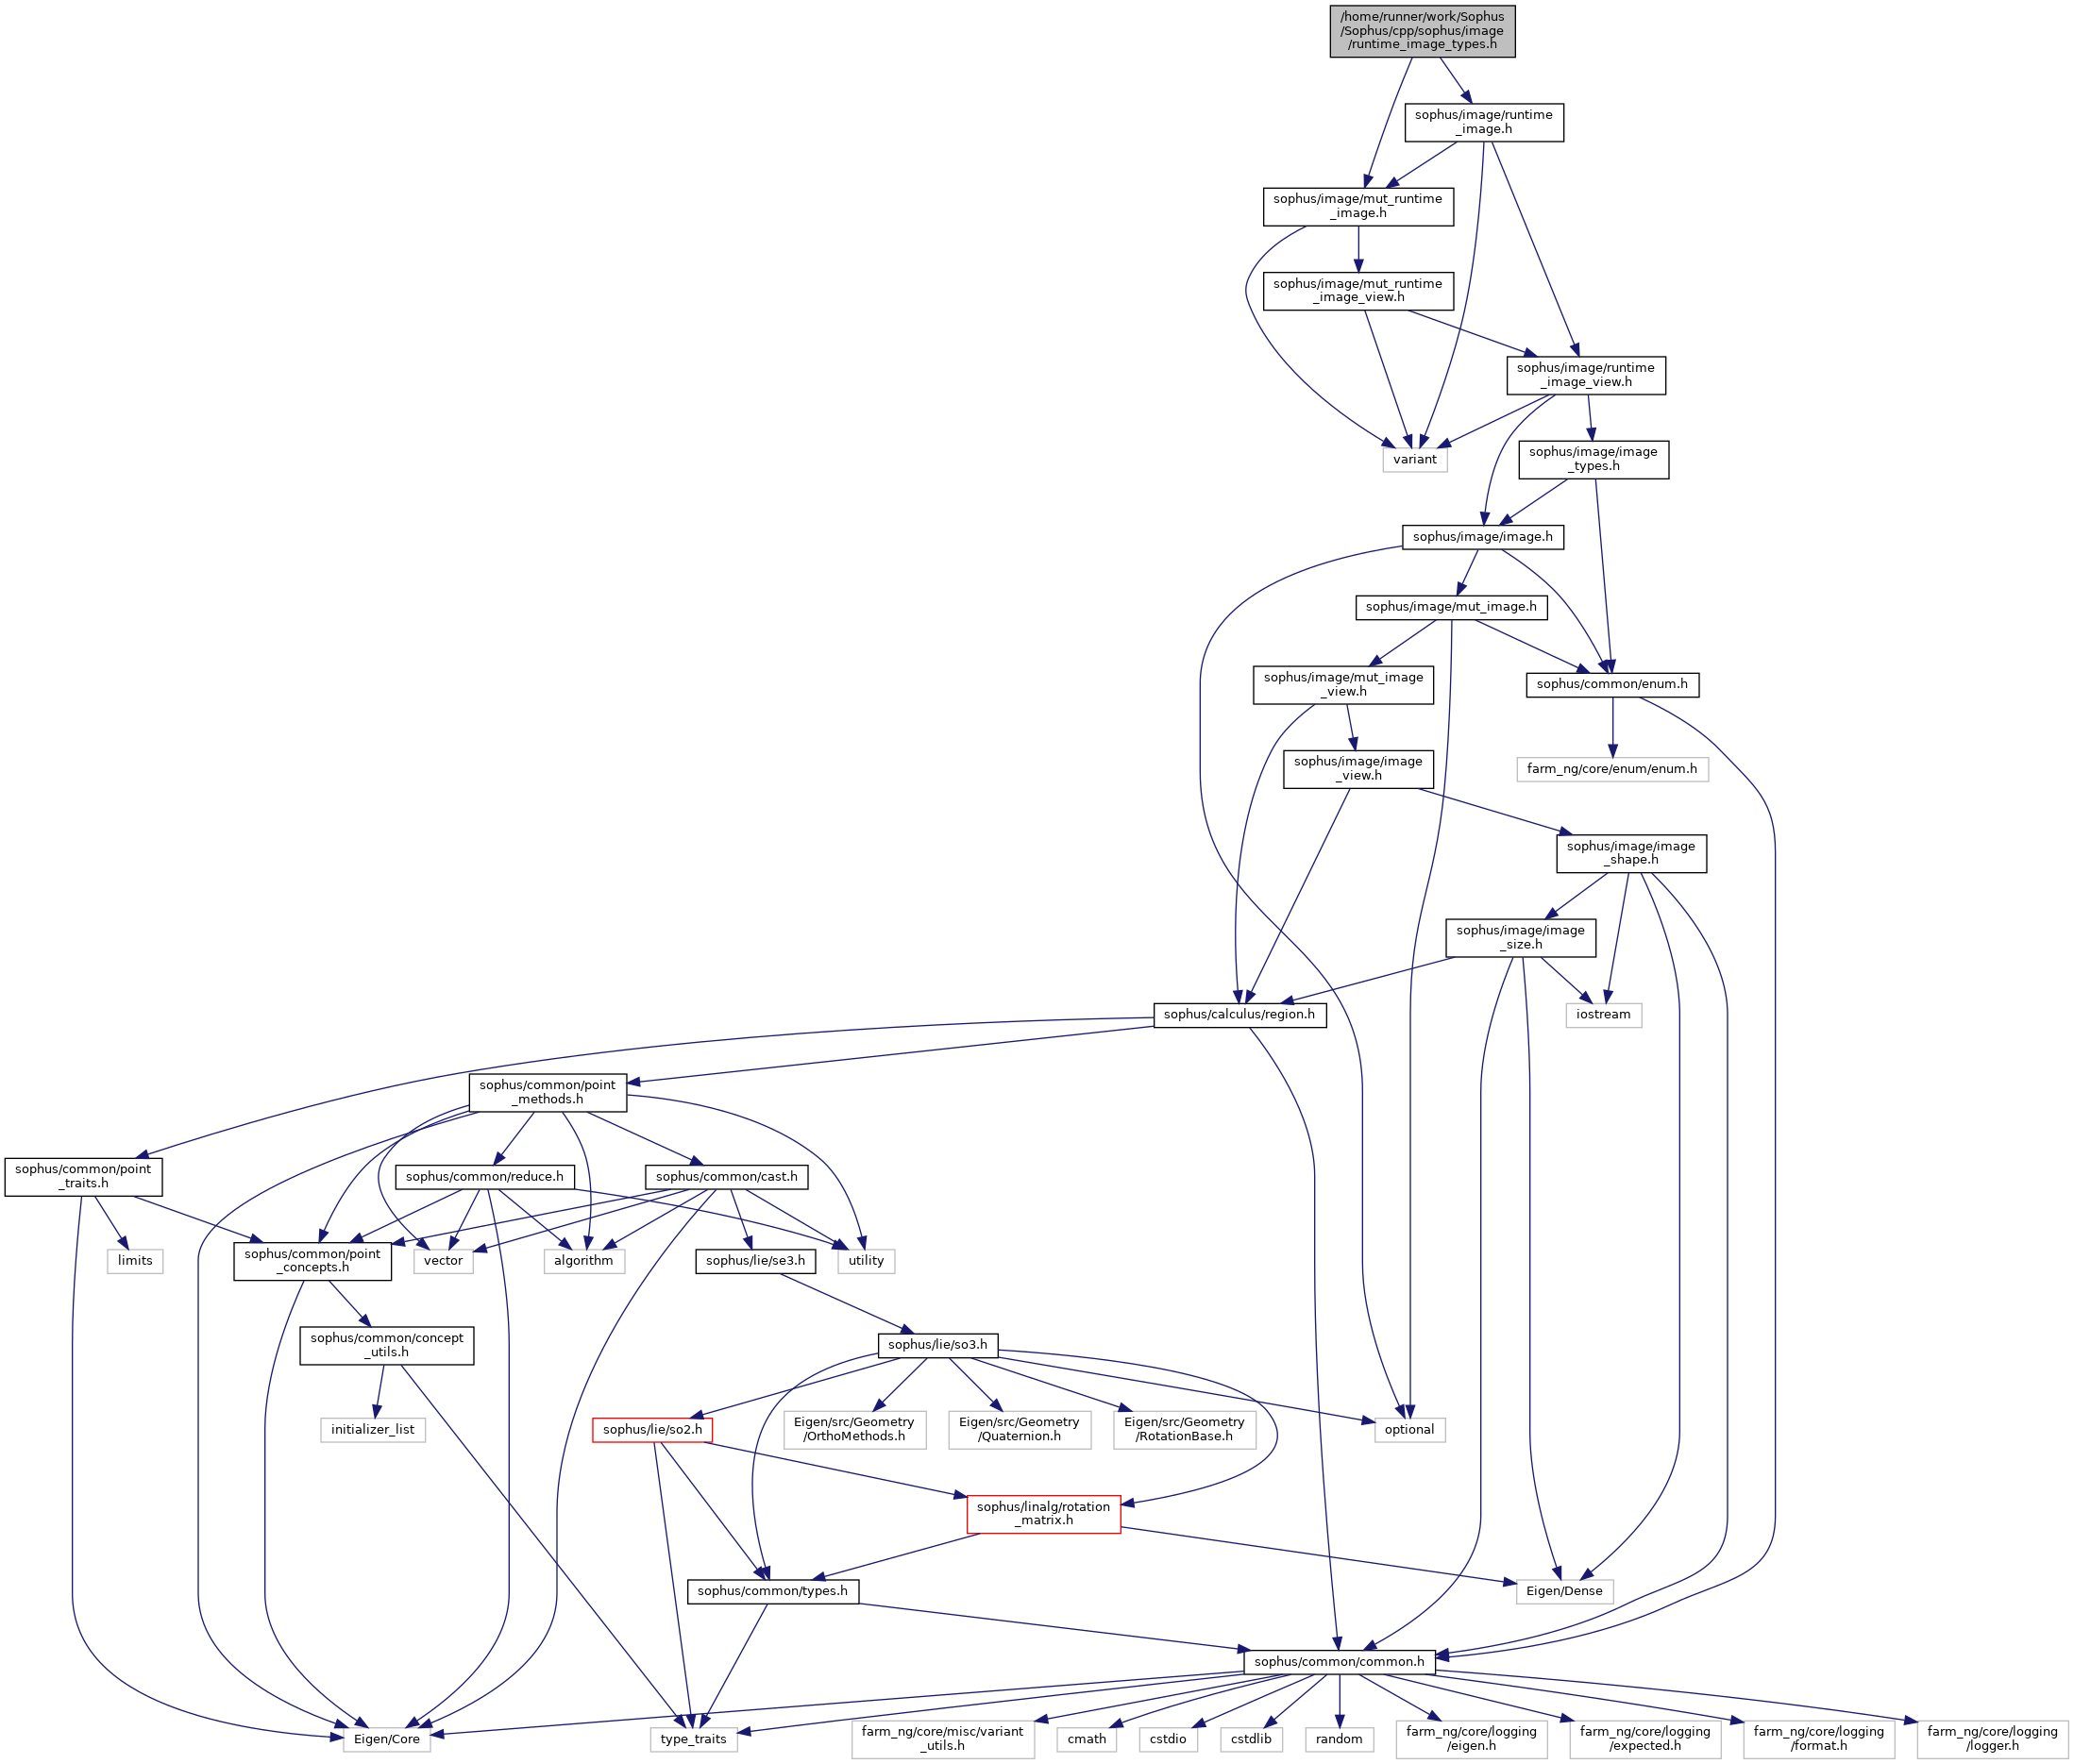 /home/runner/work/Sophus
/Sophus/cpp/sophus/image
/runtime_image_types.h
sophus/image/runtime
_image.h
sophus/image/mut_runtime
_image.h
sophus/image/mut_runtime
_image_view.h
sophus/image/runtime
_image_view.h
variant
sophus/image/image
_types.h
sophus/image/image.h
sophus/image/mut_image.h
sophus/image/mut_image
_view.h
sophus/common/enum.h
sophus/image/image
_view.h
farm_ng/core/enum/enum.h
sophus/image/image
_shape.h
sophus/image/image
_size.h
sophus/calculus/region.h
iostream
sophus/common/point
_methods.h
sophus/common/point
_traits.h
sophus/common/reduce.h
sophus/common/cast.h
limits
sophus/common/point
_concepts.h
vector
algorithm
sophus/lie/se3.h
utility
sophus/common/concept
_utils.h
sophus/lie/so3.h
initializer_list
sophus/lie/so2.h
Eigen/src/Geometry
/OrthoMethods.h
Eigen/src/Geometry
/Quaternion.h
Eigen/src/Geometry
/RotationBase.h
optional
sophus/linalg/rotation
_matrix.h
sophus/common/types.h
Eigen/Dense
sophus/common/common.h
Eigen/Core
type_traits
farm_ng/core/misc/variant
_utils.h
cmath
cstdio
cstdlib
random
farm_ng/core/logging
/eigen.h
farm_ng/core/logging
/expected.h
farm_ng/core/logging
/format.h
farm_ng/core/logging
/logger.h